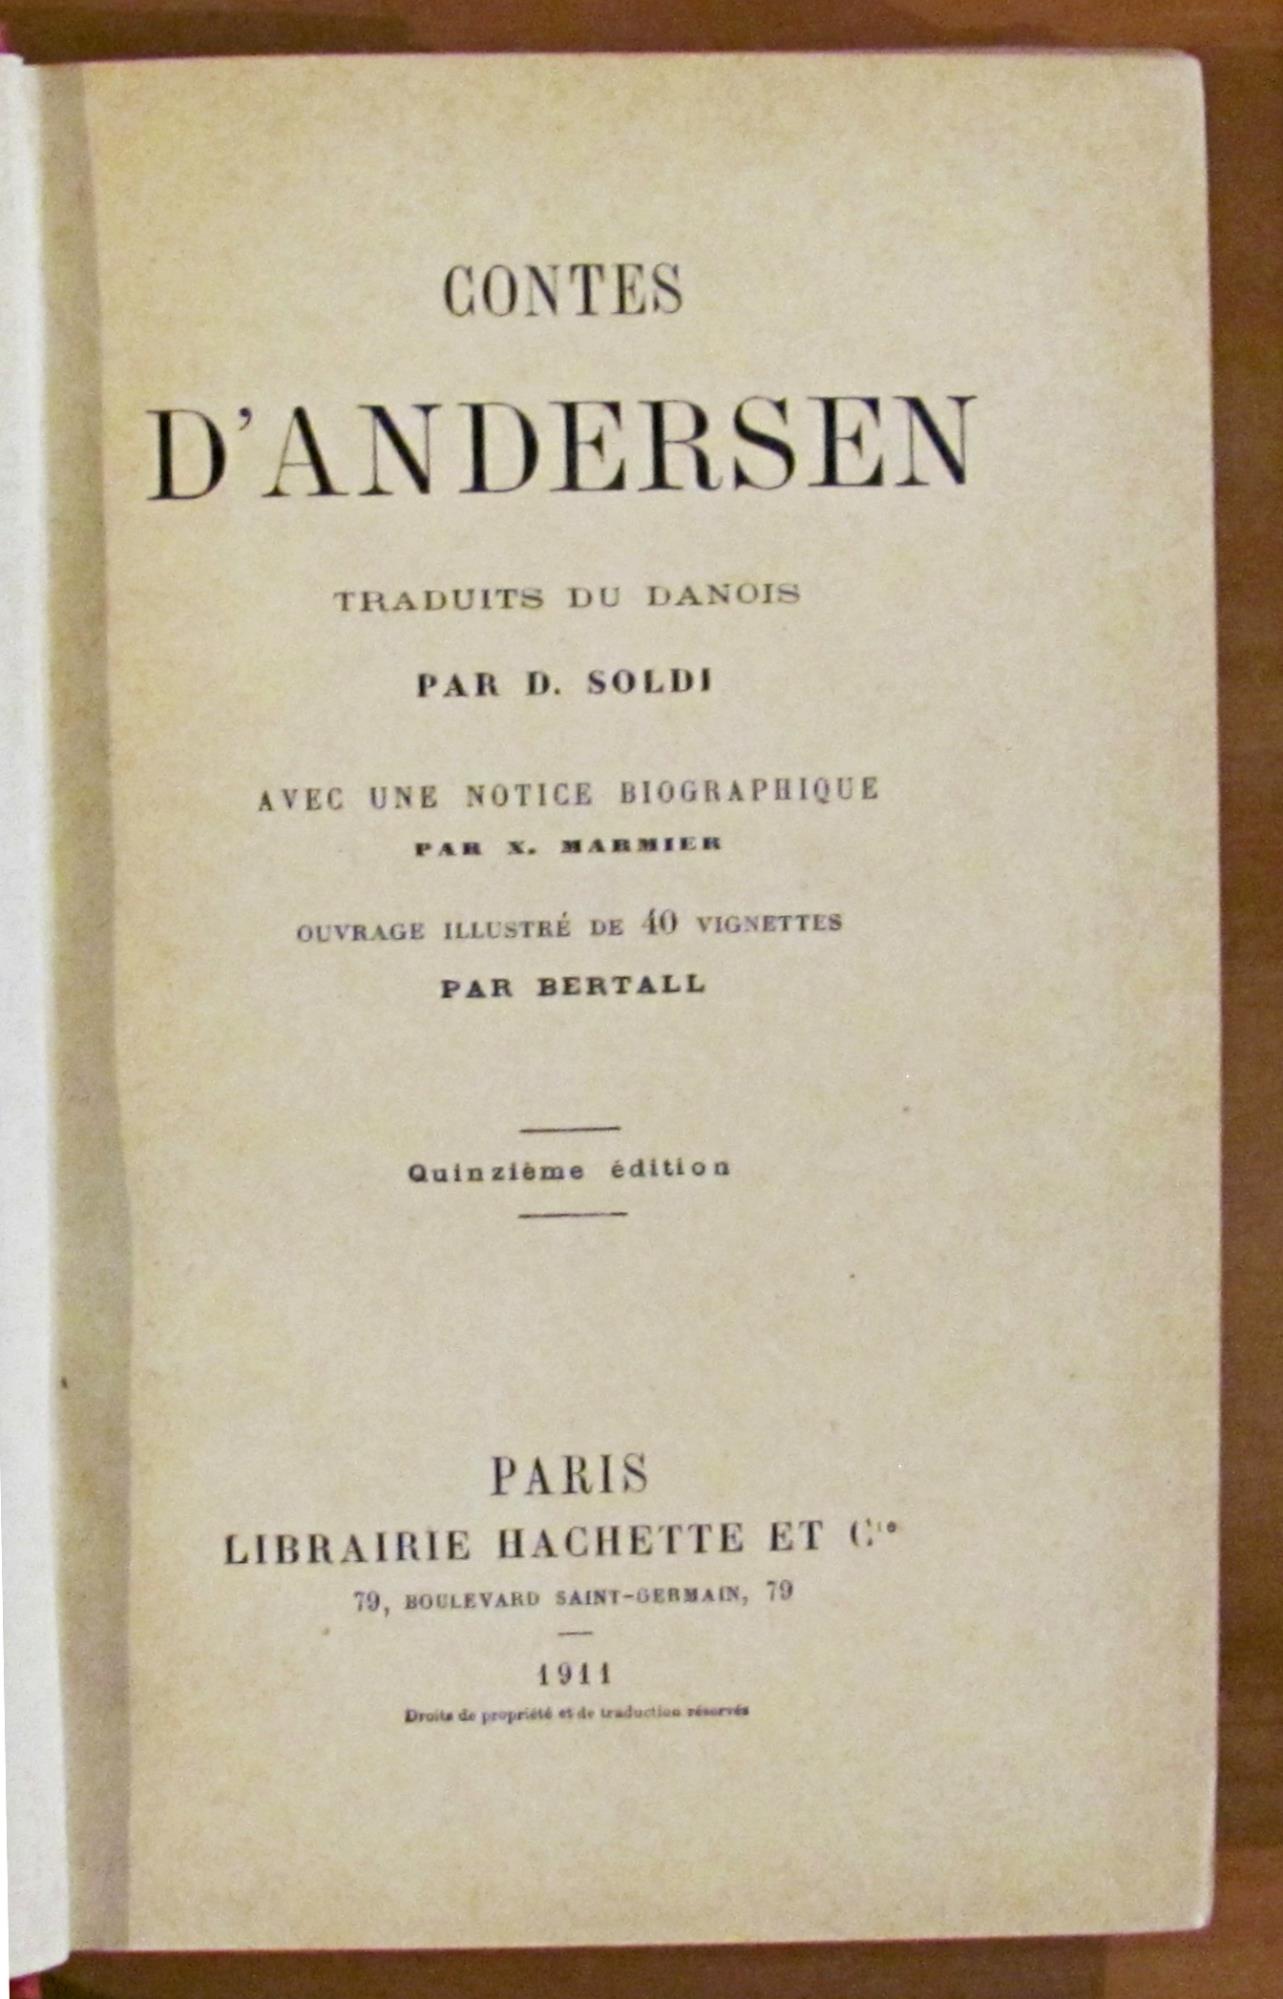 CONTES
D'ANDERSEN
TRADUITS DU DANOIS
PAR D. SOLDI
AVEC UNE NOTICE BIOGRAPHIQUE
PAR X. MARMIER
OUVRAGE ILLUSTRÉ DE 40 VIGNETTES
PAR BERTALL
Quinzième édition
PARIS
LIBRAIRIE HACHETTE ET Cie
79, BOULEVARD SAINT-GERMAIN, 79
1911
Droits de propriété et de traduction réservés